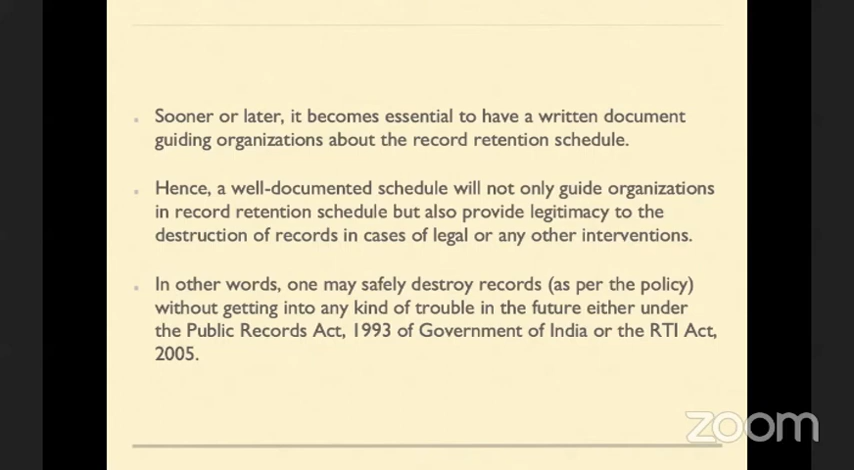 Sooner or later, it becomes essential to have a written document
guiding organizations about the record retention schedule.
Hence, a well-documented schedule will not only guide organizations
in record retention schedule but also provide legitimacy to the
destruction of records in cases of legal or any other interventions.
In other words, one may safely destroy records (as per the policy)
without getting into any kind of trouble in the future either under
the Public Records Act, 1993 of Government of India or the RTI Act,
2005.
zoom